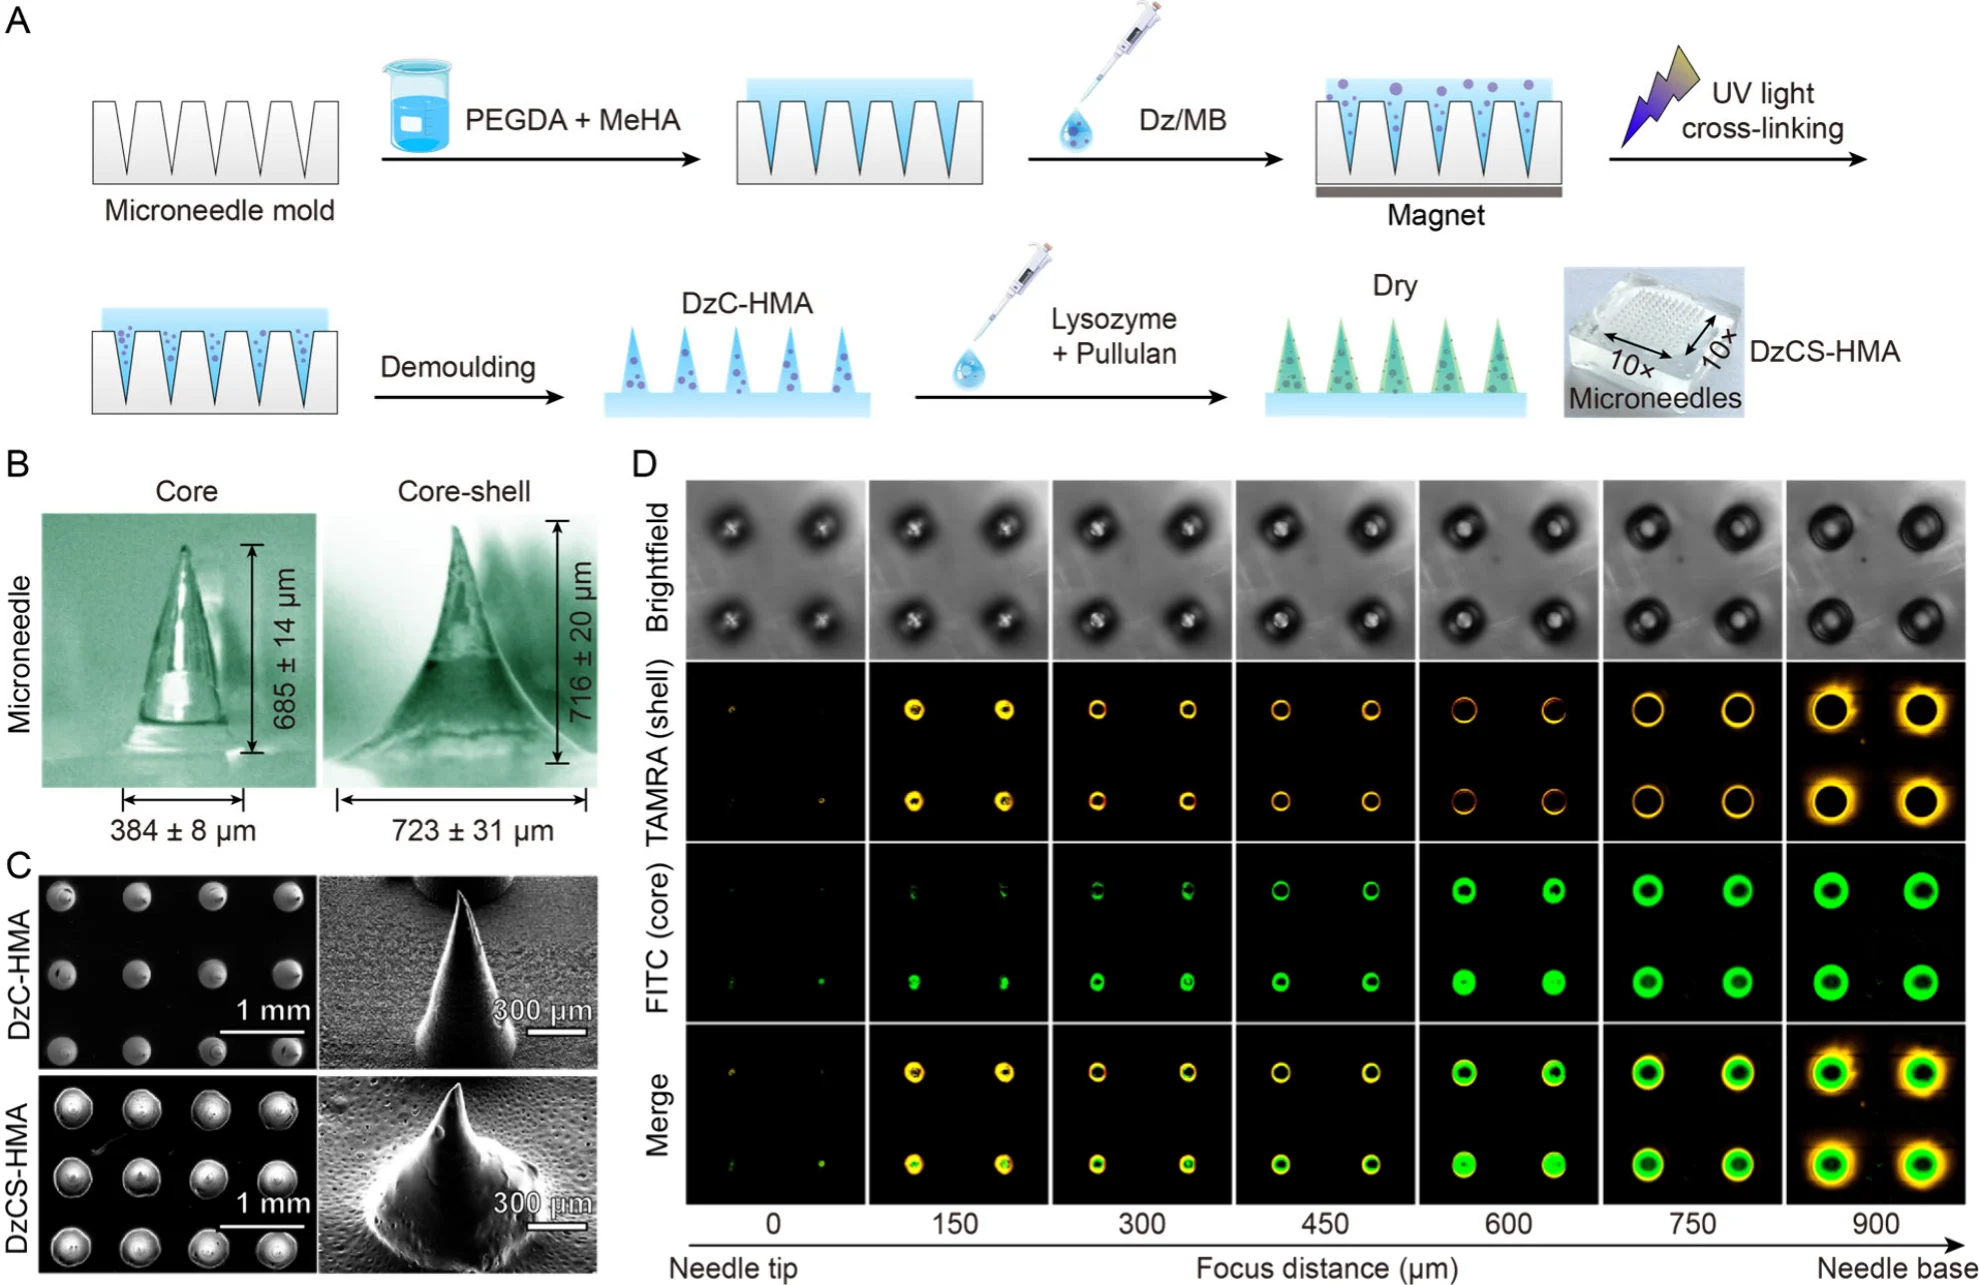 A
PEGDA + MeHA
Dz/MB
UV light
cross-linking
Microneedle mold
Magnet
Demoulding
DzC-HMA
Lysozyme
+ Pullulan
Dry
10×
10×
Microneedles
DzCS-HMA
B
Core
Core-shell
Microneedle
685 ± 14 µm
716 ± 20 µm
384 ± 8 µm
723 ± 31 µm
C
DzC-HMA
1 mm
300 µm
DzCS-HMA
1 mm
300 µm
D
Brightfield
TAMRA (shell)
FITC (core)
Merge
0
150
300
450
600
750
900
Needle tip
Focus distance (µm)
Needle base